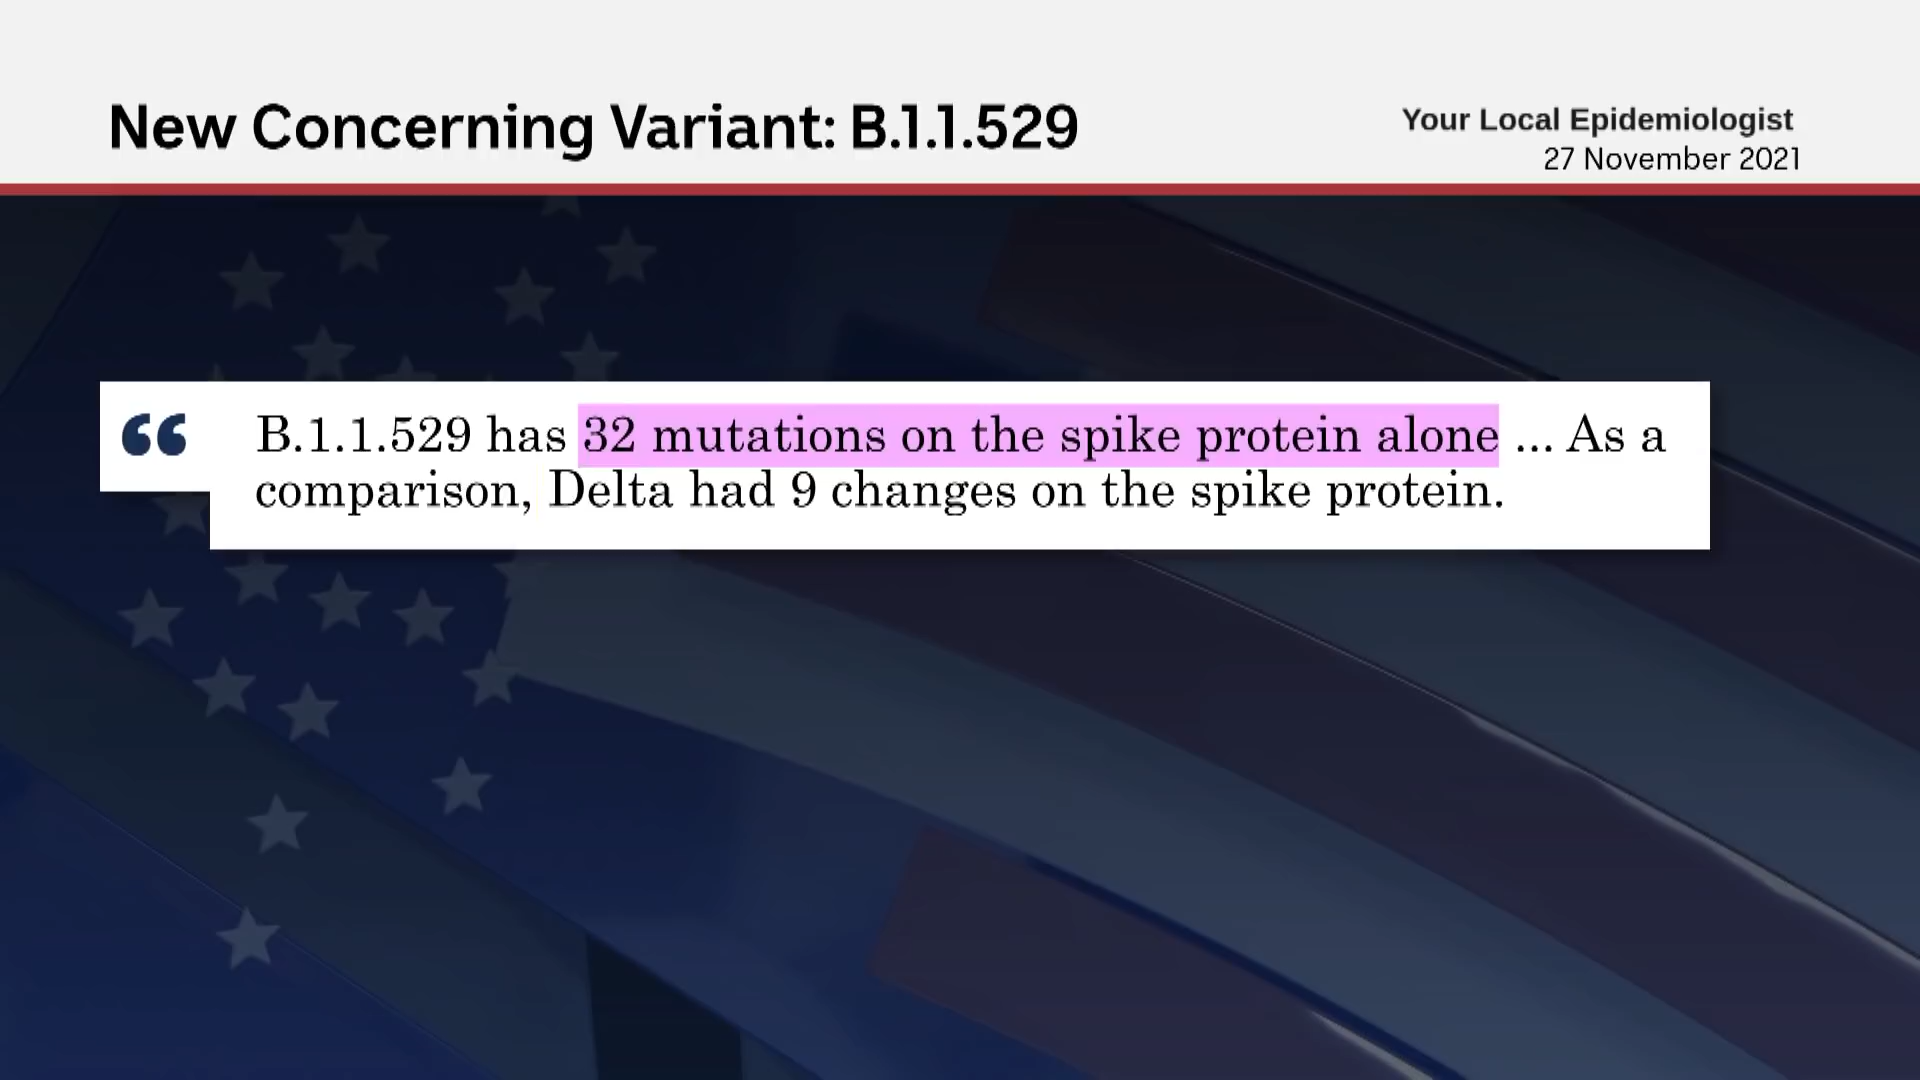 New Concerning Variant: B.1.1.529
Your Local Epidemiologist
27 November 2021
“ B.1.1.529 has 32 mutations on the spike protein alone ... As a
comparison, Delta had 9 changes on the spike protein.